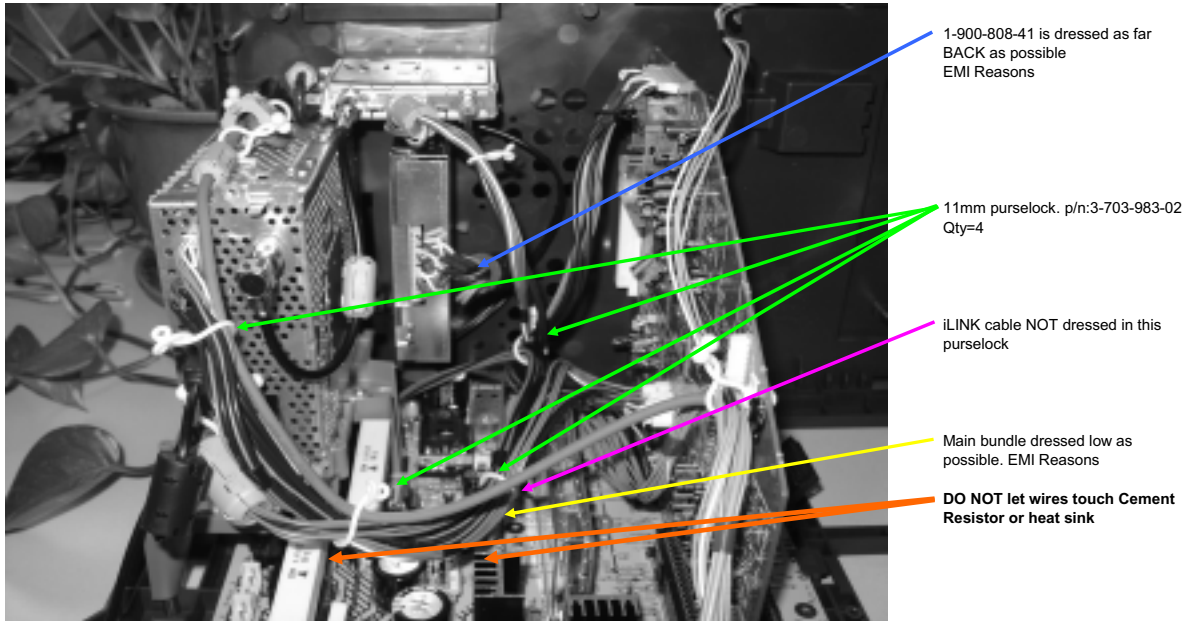 1-900-808-41 is dressed as far
BACK as possible
EMI Reasons
11mm purselock. p/n:3-703-983-02
Qty=4
iLINK cable NOT dressed in this
purselock
Main bundle dressed low as
possible. EMI Reasons
DO NOT let wires touch Cement
Resistor or heat sink